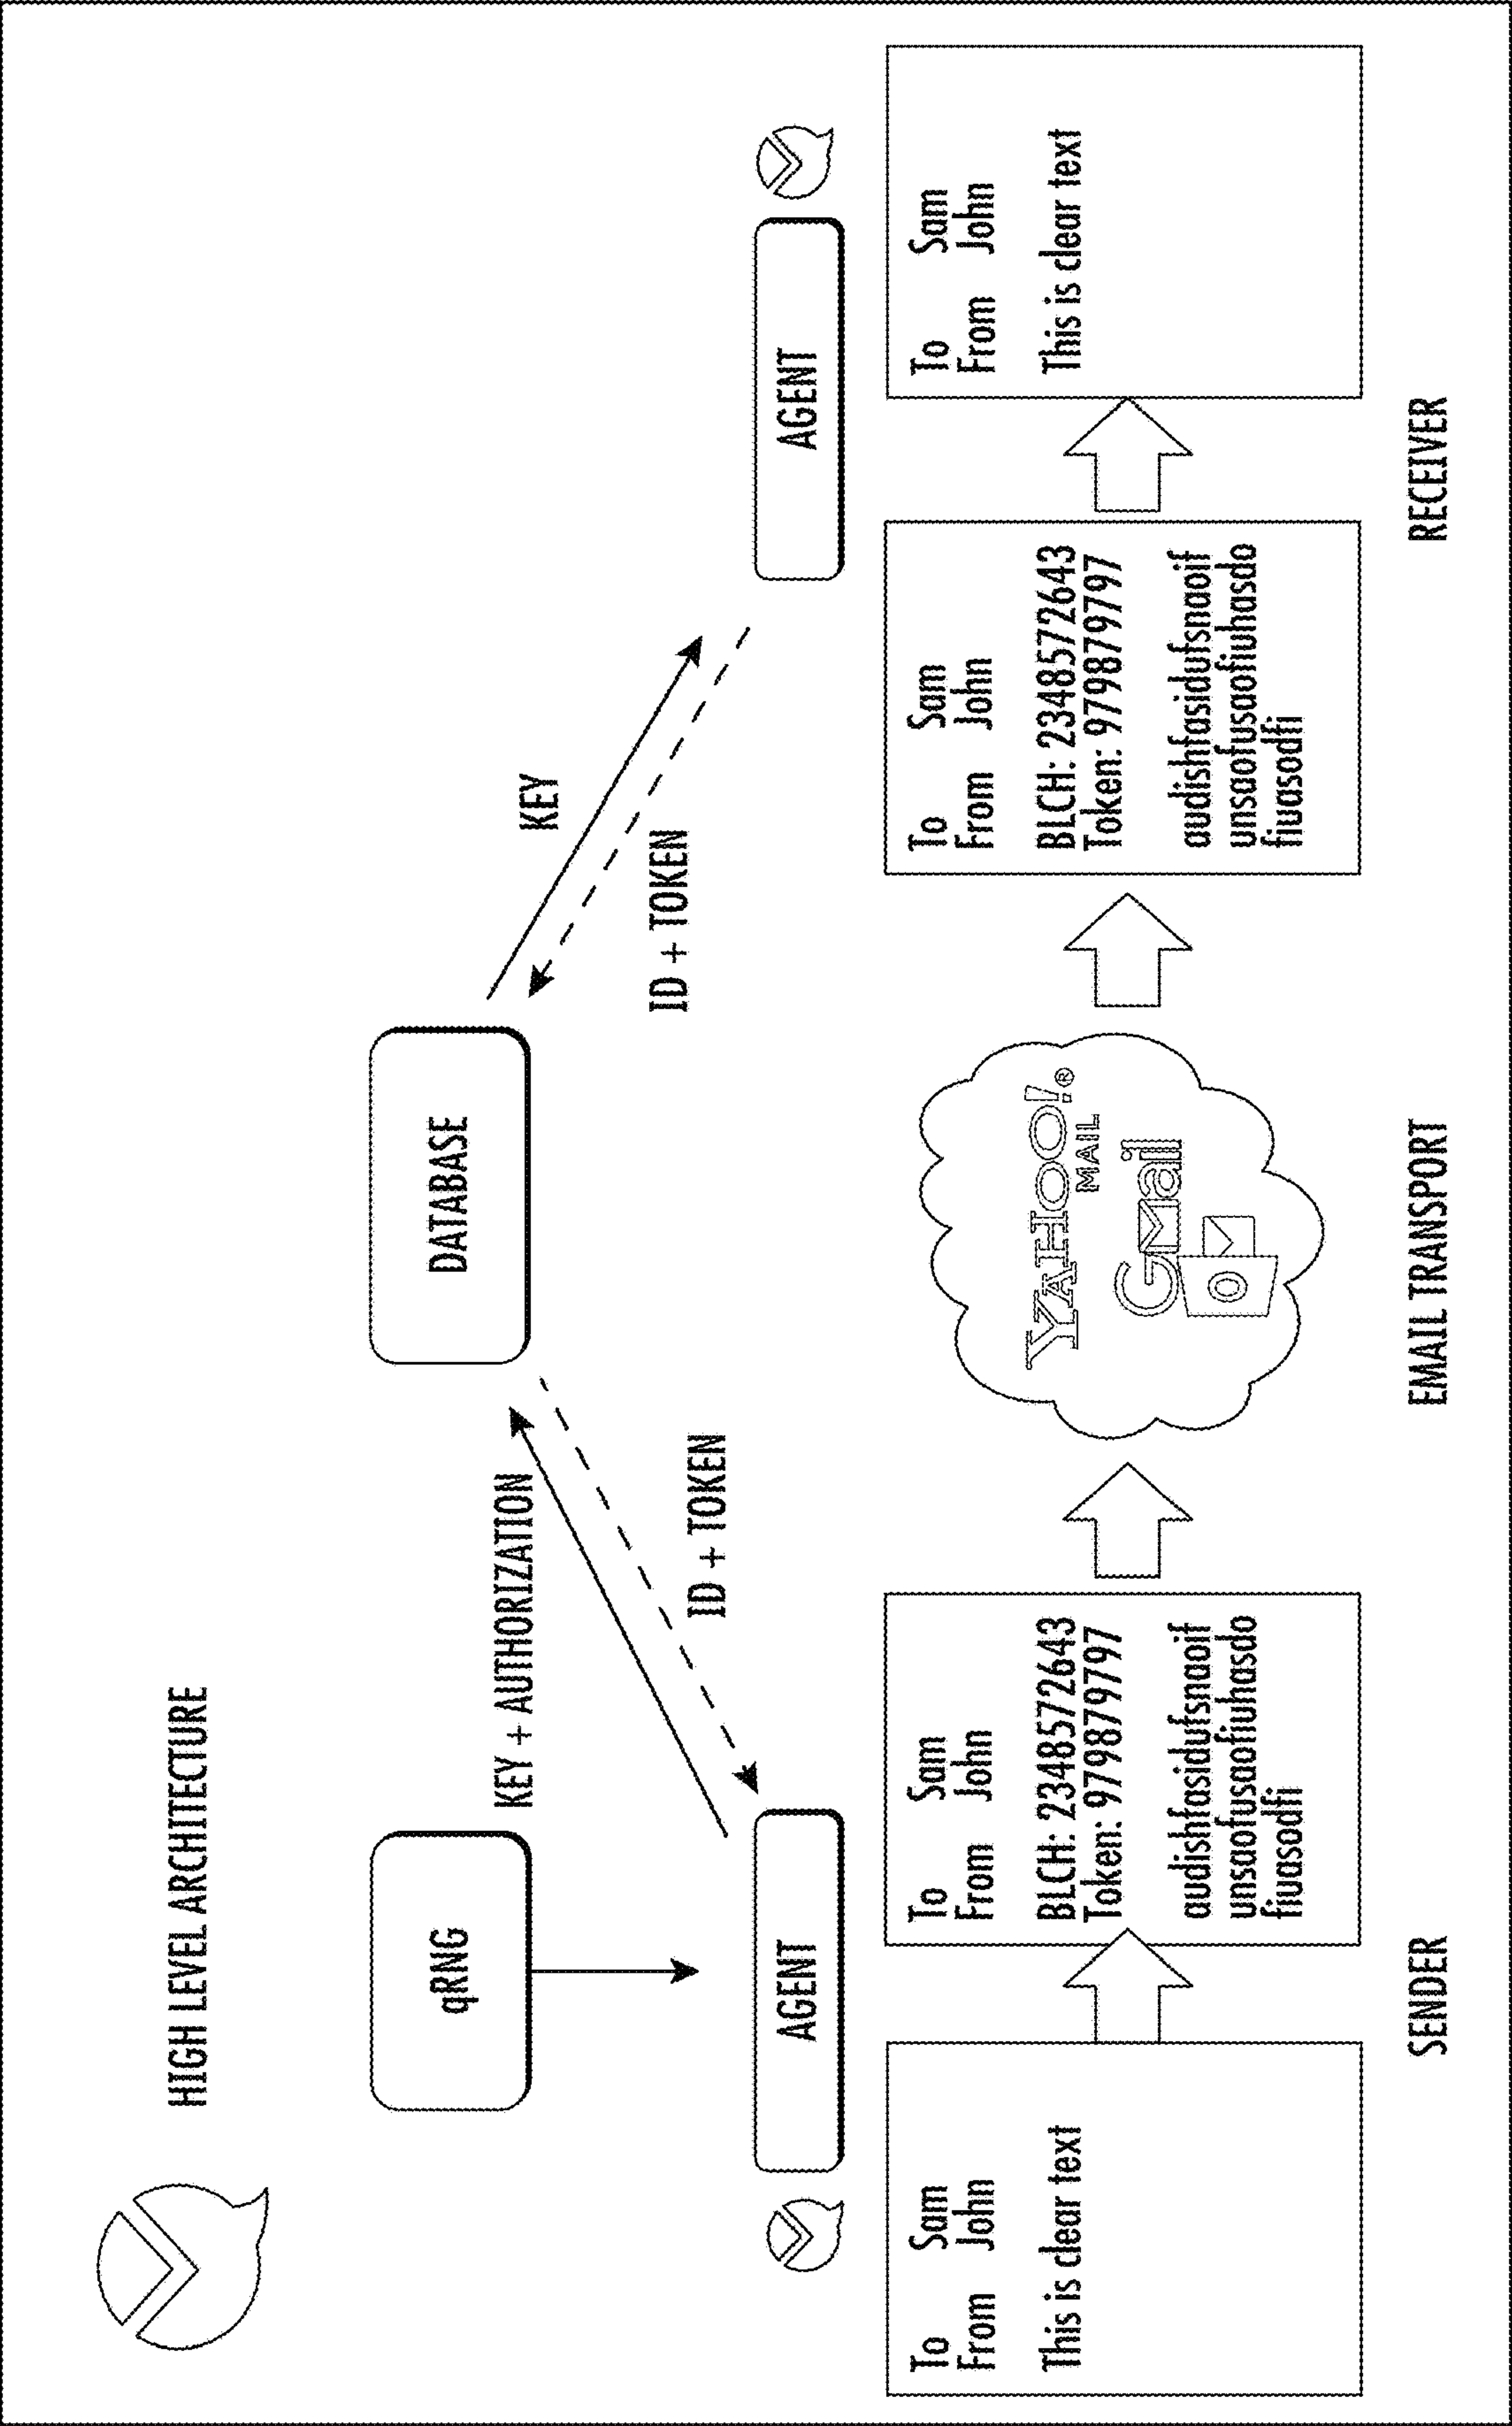 HIGH LEVEL ARCHITECTURE
qRNG
DATABASE
KEY + AUTHORIZATION
KEY
ID + TOKEN
ID + TOKEN
AGENT
AGENT
To Sam
From John
This is clear text
To Sam
From John
BLCH: 2348572643
Token: 979879797
audishfasidufsnaoif
unsaofusaofiuhasdo
fiuasodfi
YAHOO!®
MAIL
Gmail
O
To Sam
From John
BLCH: 2348572643
Token: 979879797
audishfasidufsnaoif
unsaofusaofiuhasdo
fiuasodfi
To Sam
From John
This is clear text
SENDER
EMAIL TRANSPORT
RECEIVER